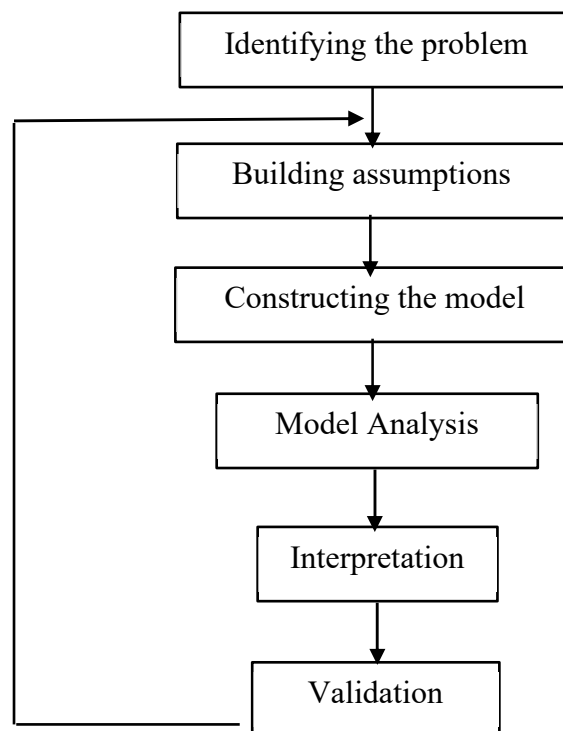 Identifying the problem
Building assumptions
Constructing the model
Model Analysis
Interpretation
Validation